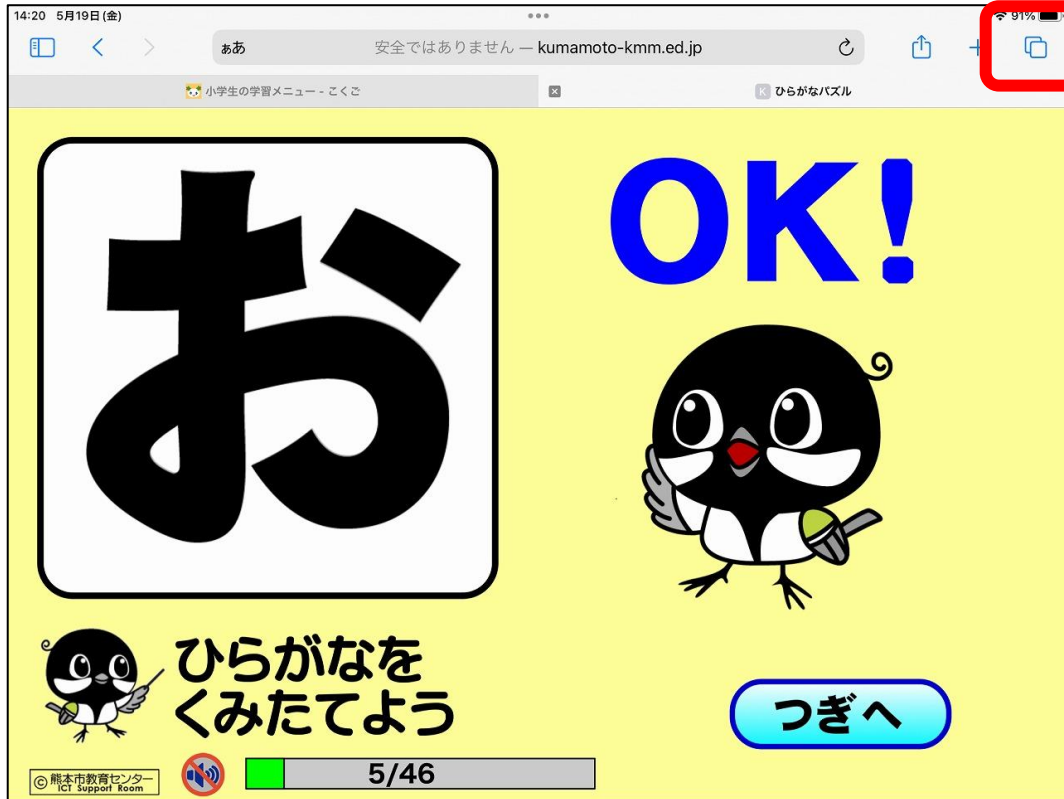 14:20 5月19日(金)
91%
ぁあ
安全ではありません — kumamoto-kmm.ed.jp
小学生の学習メニュー - こくご
K ひらがなパズル
お
OK!
ひらがなを
くみたてよう
つぎへ
5/46
© 熊本市教育センター
ICT Support Room